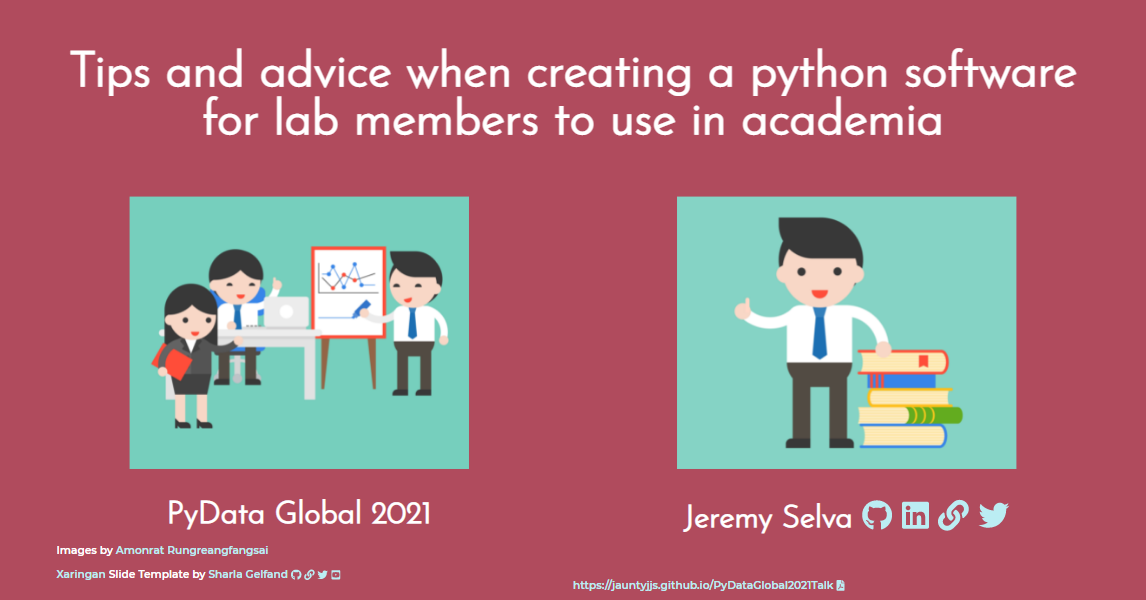 Tips and advice when creating a python software
for lab members to use in academia
PyData Global 2021
Jeremy Selva
Images by Amonrat Rungreangfangsai
Xaringan Slide Template by Sharla Gelfand
https://jauntyjjs.github.io/PyDataGlobal2021Talk